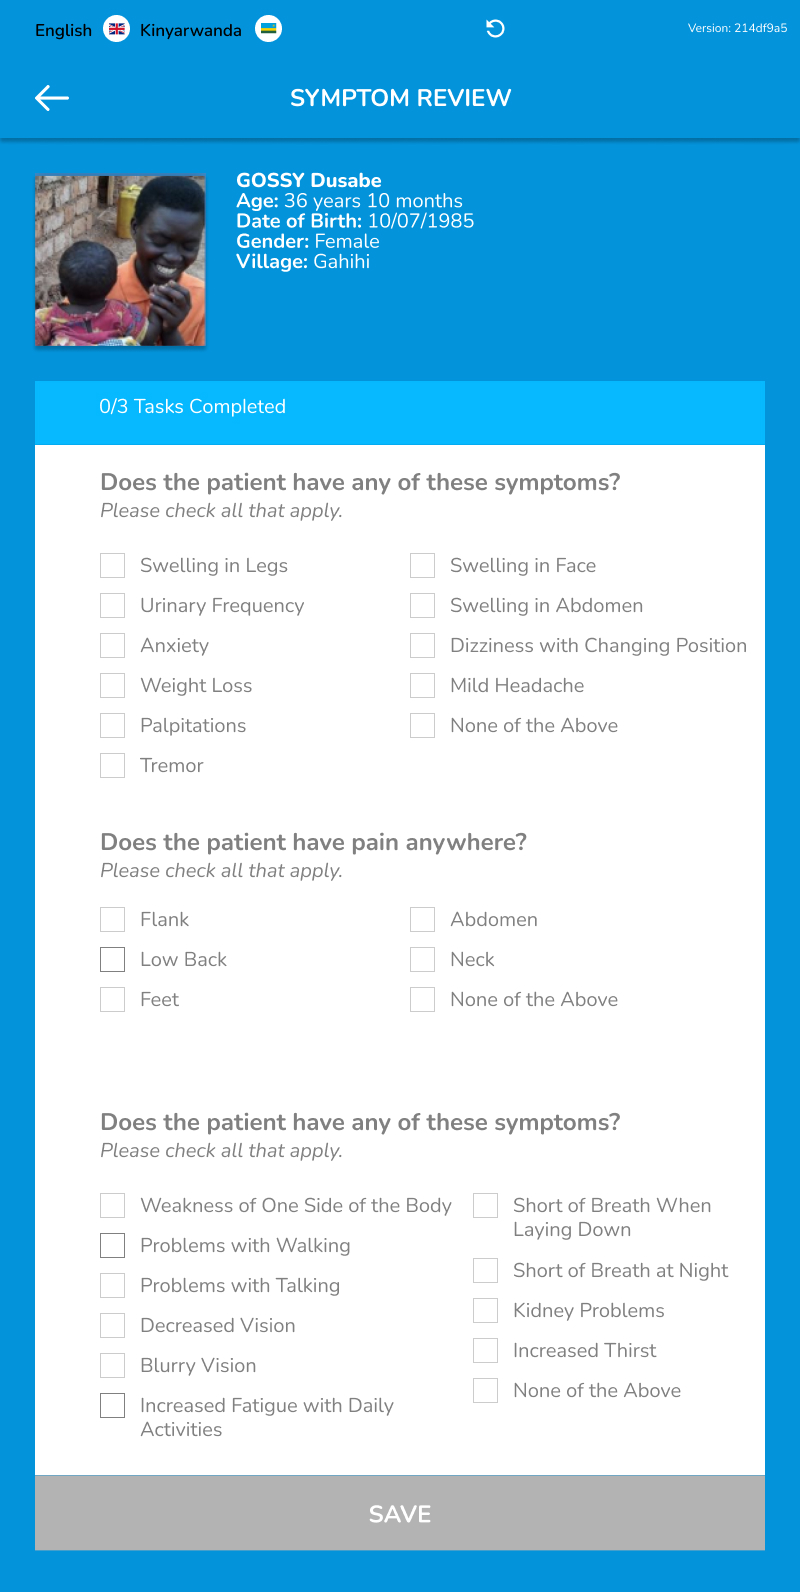 English Kinyarwanda Version: 214df9a5
SYMPTOM REVIEW
GOSSY Dusabe
Age: 36 years 10 months
Date of Birth: 10/07/1985
Gender: Female
Village: Gahihi
0/3 Tasks Completed
Does the patient have any of these symptoms?
Please check all that apply.
Swelling in Legs
Urinary Frequency
Anxiety
Weight Loss
Palpitations
Tremor
Swelling in Face
Swelling in Abdomen
Dizziness with Changing Position
Mild Headache
None of the Above
Does the patient have pain anywhere?
Please check all that apply.
Flank
Low Back
Feet
Abdomen
Neck
None of the Above
Does the patient have any of these symptoms?
Please check all that apply.
Weakness of One Side of the Body
Problems with Walking
Problems with Talking
Decreased Vision
Blurry Vision
Increased Fatigue with Daily
Activities
Short of Breath When
Laying Down
Short of Breath at Night
Kidney Problems
Increased Thirst
None of the Above
SAVE